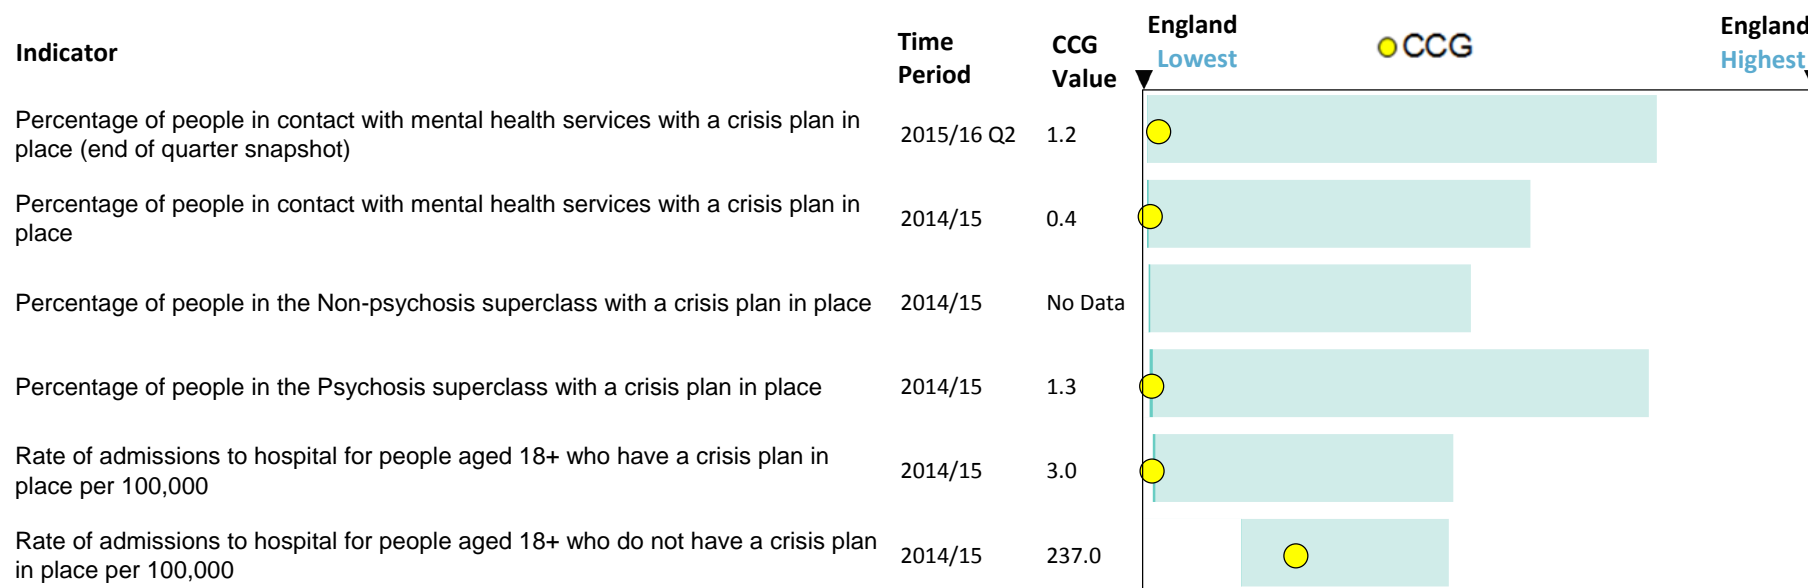 Indicator
Time Period
CCG Value
England Lowest
CCG
England Highest
Percentage of people in contact with mental health services with a crisis plan in
place (end of quarter snapshot)
2015/16 Q2
1.2
Percentage of people in contact with mental health services with a crisis plan in
place
2014/15
0.4
Percentage of people in the Non-psychosis superclass with a crisis plan in place
2014/15
No Data
Percentage of people in the Psychosis superclass with a crisis plan in place
2014/15
1.3
Rate of admissions to hospital for people aged 18+ who have a crisis plan in
place per 100,000
2014/15
3.0
Rate of admissions to hospital for people aged 18+ who do not have a crisis plan
in place per 100,000
2014/15
237.0